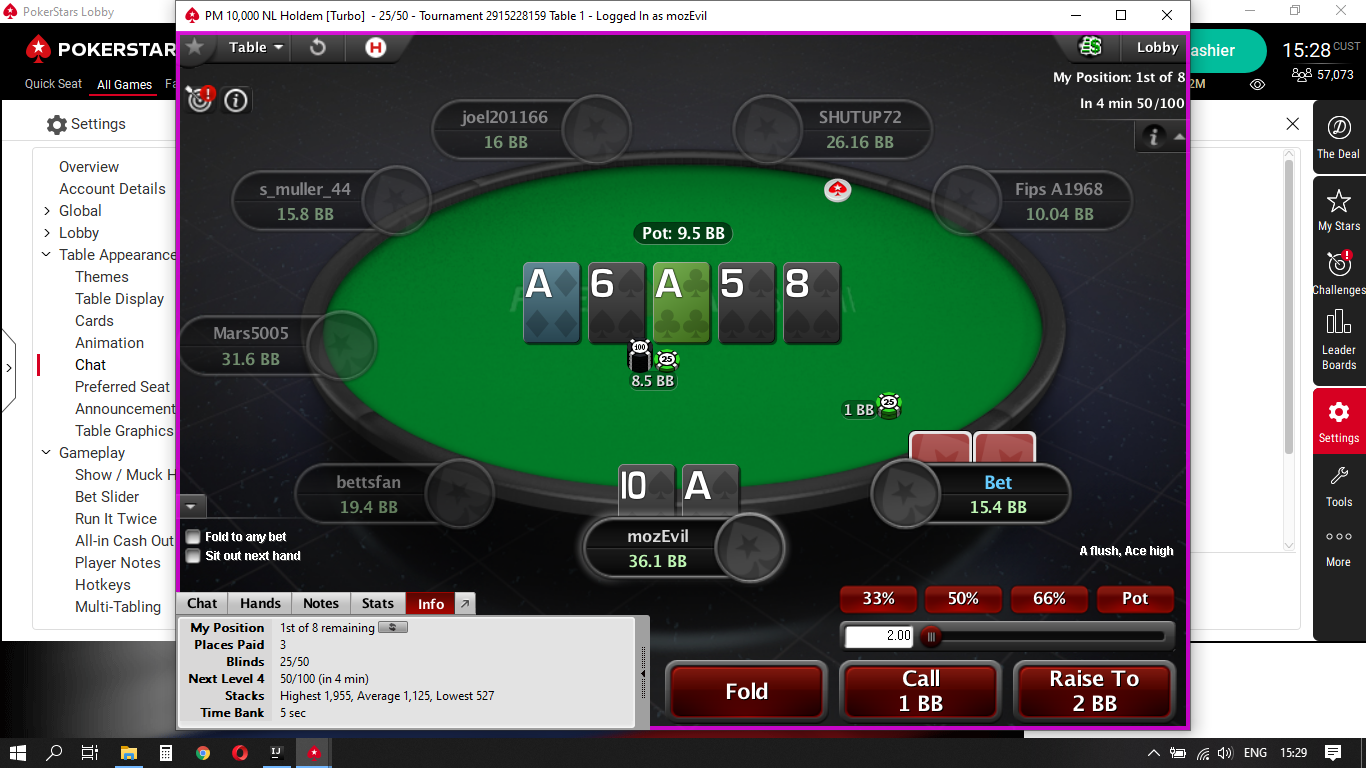 PokerStars Lobby
PM 10,000 NL Holdem [Turbo] - 25/50 - Tournament 2915228159 Table 1 - Logged In as mozEvil
POKERSTAR
Table
H
Lobby
ashier
15:28 CUST
57,073
Quick Seat
All Games
Fa
2M
My Position: 1st of 8
In 4 min 50/100
Settings
Overview
Account Details
Global
Lobby
Table Appearance
Themes
Table Display
Cards
Animation
Chat
Preferred Seat
Announcement
Table Graphics
Gameplay
Show / Muck H
Bet Slider
Run It Twice
All-in Cash Out
Player Notes
Hotkeys
Multi-Tabling
joel201166
16 BB
SHUTUP72
26.16 BB
s_muller_44
15.8 BB
Fips A1968
10.04 BB
Pot: 9.5 BB
A 6 A 5 8
Mars5005
31.6 BB
100
25
8.5 BB
1 BB
25
10 A
bettsfan
19.4 BB
mozEvil
36.1 BB
Bet
15.4 BB
Fold to any bet
Sit out next hand
A flush, Ace high
Chat
Hands
Notes
Stats
Info
My Position 1st of 8 remaining
Places Paid 3
Blinds 25/50
Next Level 4 50/100 (in 4 min)
Stacks Highest 1,955, Average 1,125, Lowest 527
Time Bank 5 sec
33%
50%
66%
Pot
2.00
Fold
Call
1 BB
Raise To
2 BB
The Deal
My Stars
Challenges
Leader
Boards
Settings
Tools
More
ENG
15:29